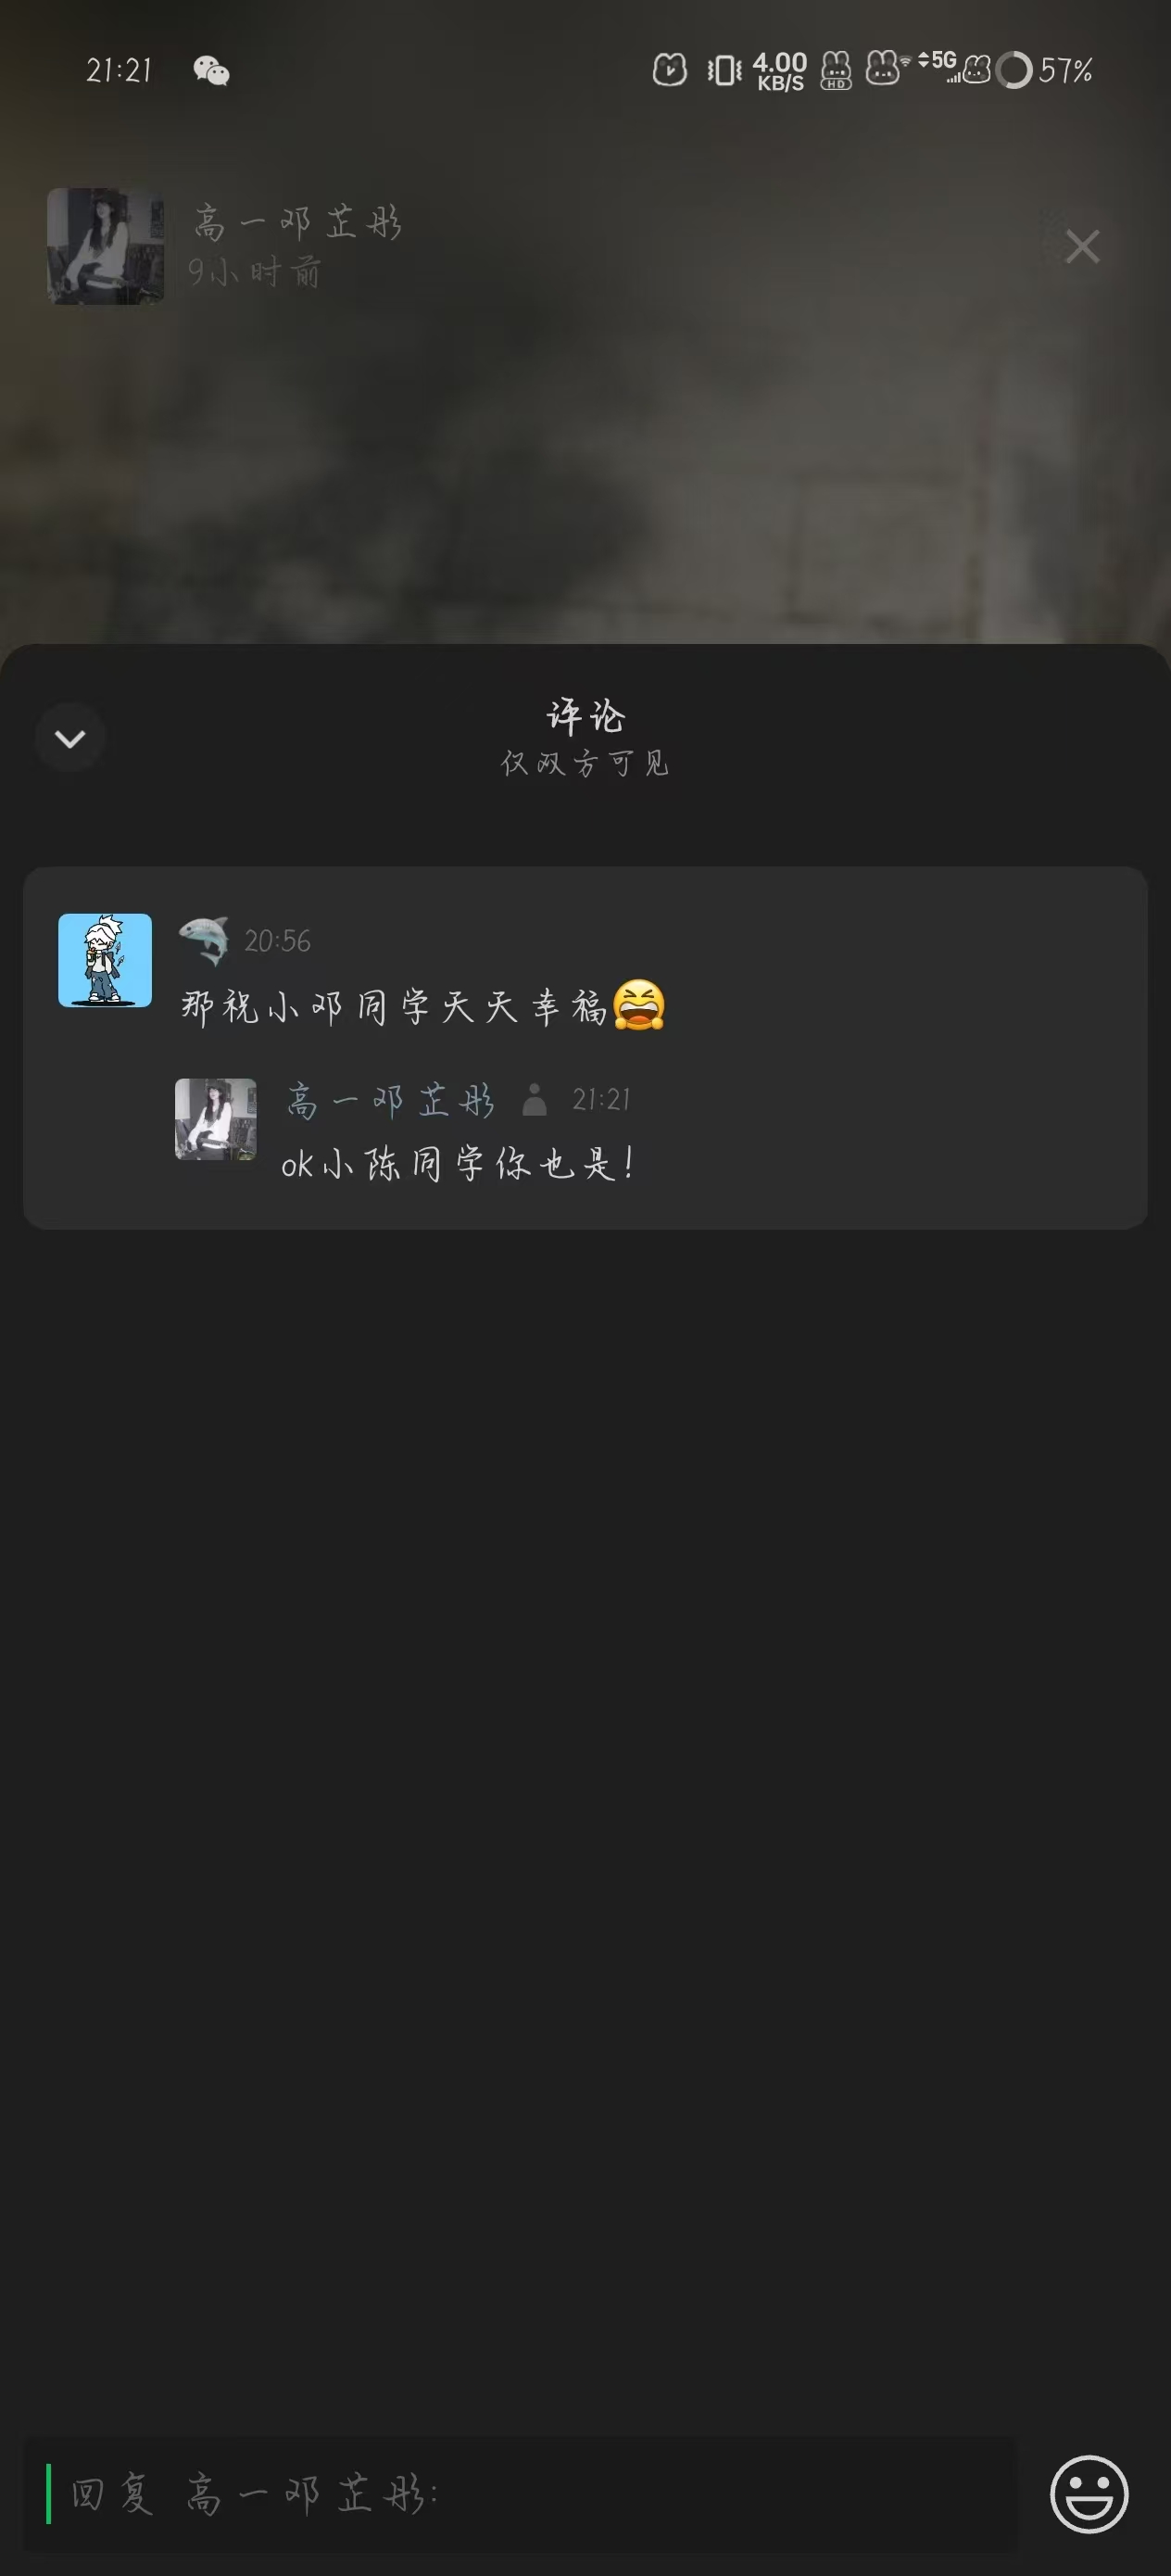 21:21
4.00
KB/S
HD
5G
57%
高一邓芷彤
9小时前
评论
仅双方可见
20:56
那祝小邓同学天天幸福
高一邓芷彤 21:21
ok小陈同学你也是!
回复 高一邓芷彤: